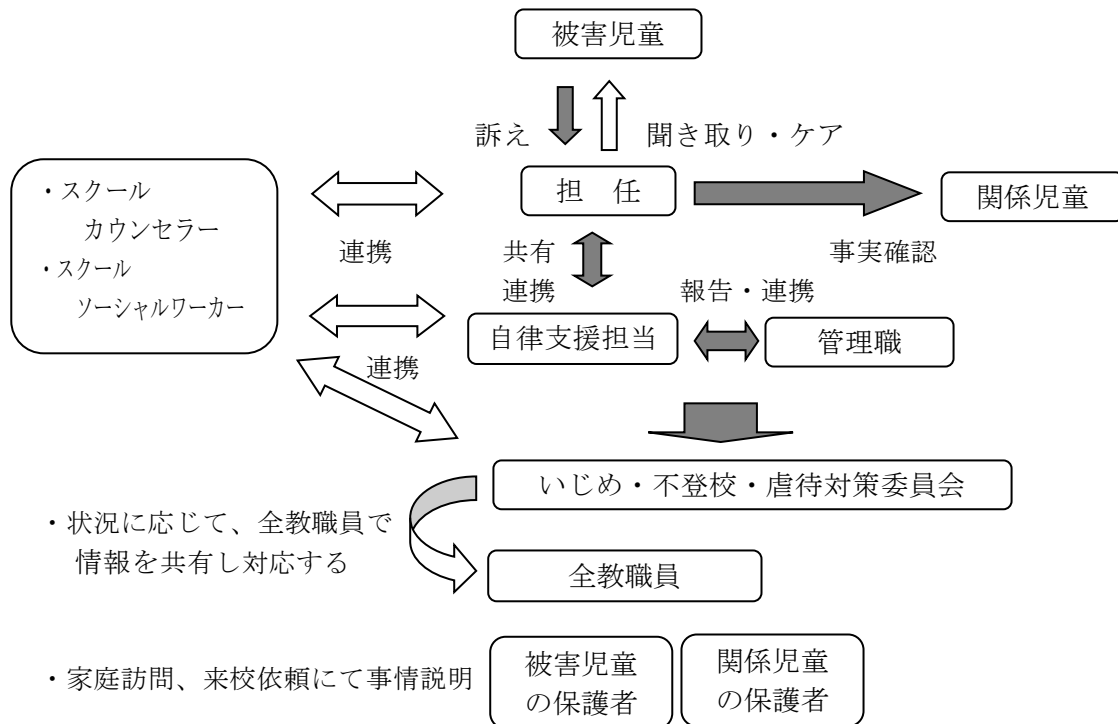 被害児童
訴え
聞き取り・ケア
・スクール
カウンセラー
・スクール
ソーシャルワーカー
連携
担　任
関係児童
共有
連携
事実確認
報告・連携
自律支援担当
管理職
連携
いじめ・不登校・虐待対策委員会
・状況に応じて、全教職員で
情報を共有し対応する
全教職員
・家庭訪問、来校依頼にて事情説明
被害児童
の保護者
関係児童
の保護者